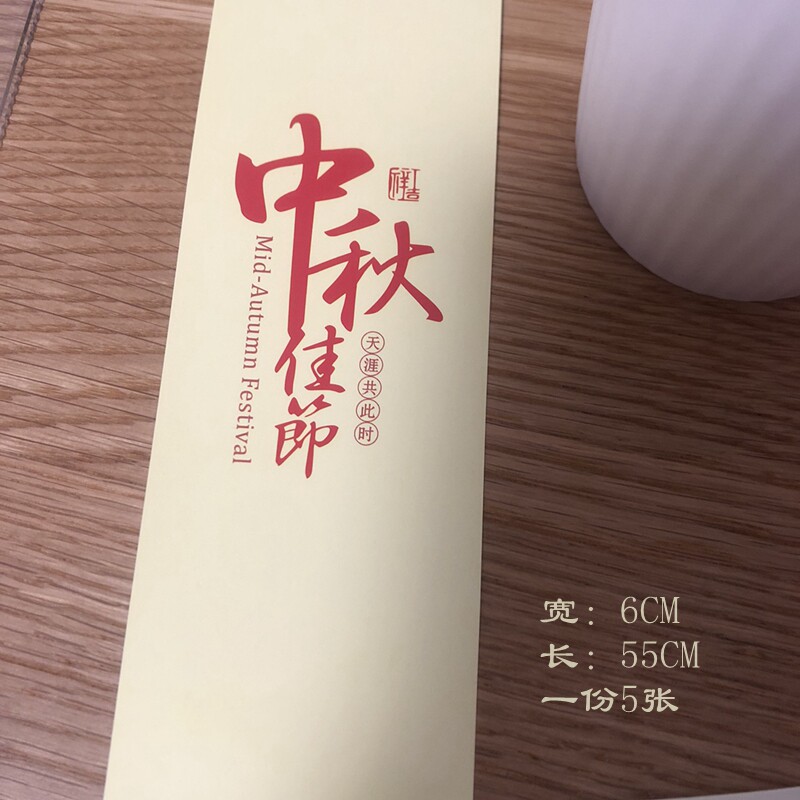 中秋
佳節
Mid-Autumn Festival
天涯共此时
宽：6CM
长：55CM
一份5张